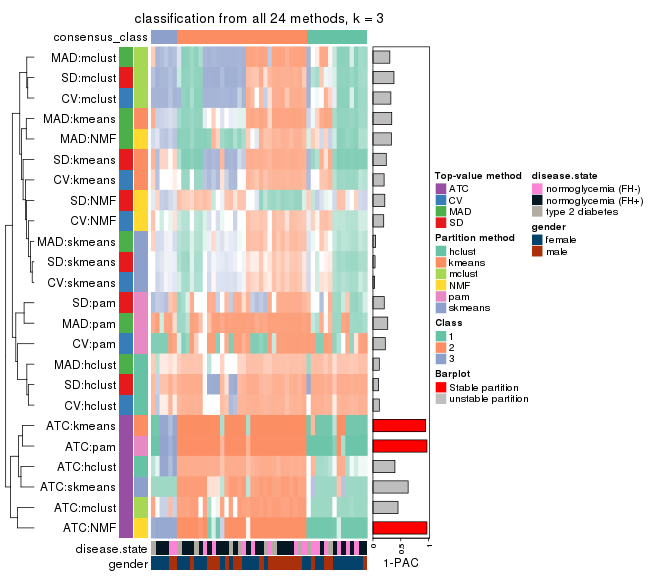 classification from all 24 methods, k = 3
consensus_class
MAD:mclust
SD:mclust
CV:mclust
MAD:kmeans
MAD:NMF
SD:kmeans
CV:kmeans
SD:NMF
CV:NMF
MAD:skmeans
SD:skmeans
CV:skmeans
SD:pam
MAD:pam
CV:pam
MAD:hclust
SD:hclust
CV:hclust
ATC:kmeans
ATC:pam
ATC:hclust
ATC:skmeans
ATC:mclust
ATC:NMF
disease.state
gender
0
0.5
1
1-PAC
Top-value method
ATC
CV
MAD
SD
Partition method
hclust
kmeans
mclust
NMF
pam
skmeans
Class
1
2
3
Barplot
Stable partition
unstable partition
disease.state
normoglycemia (FH-)
normoglycemia (FH+)
type 2 diabetes
gender
female
male